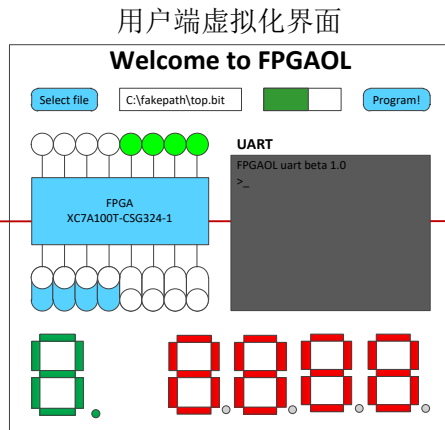 用户端虚拟化界面
Welcome to FPGAOL
Select file
C:\fakepath\top.bit
Program!
UART
FPGAOL uart beta 1.0
>_
FPGA
XC7A100T-CSG324-1